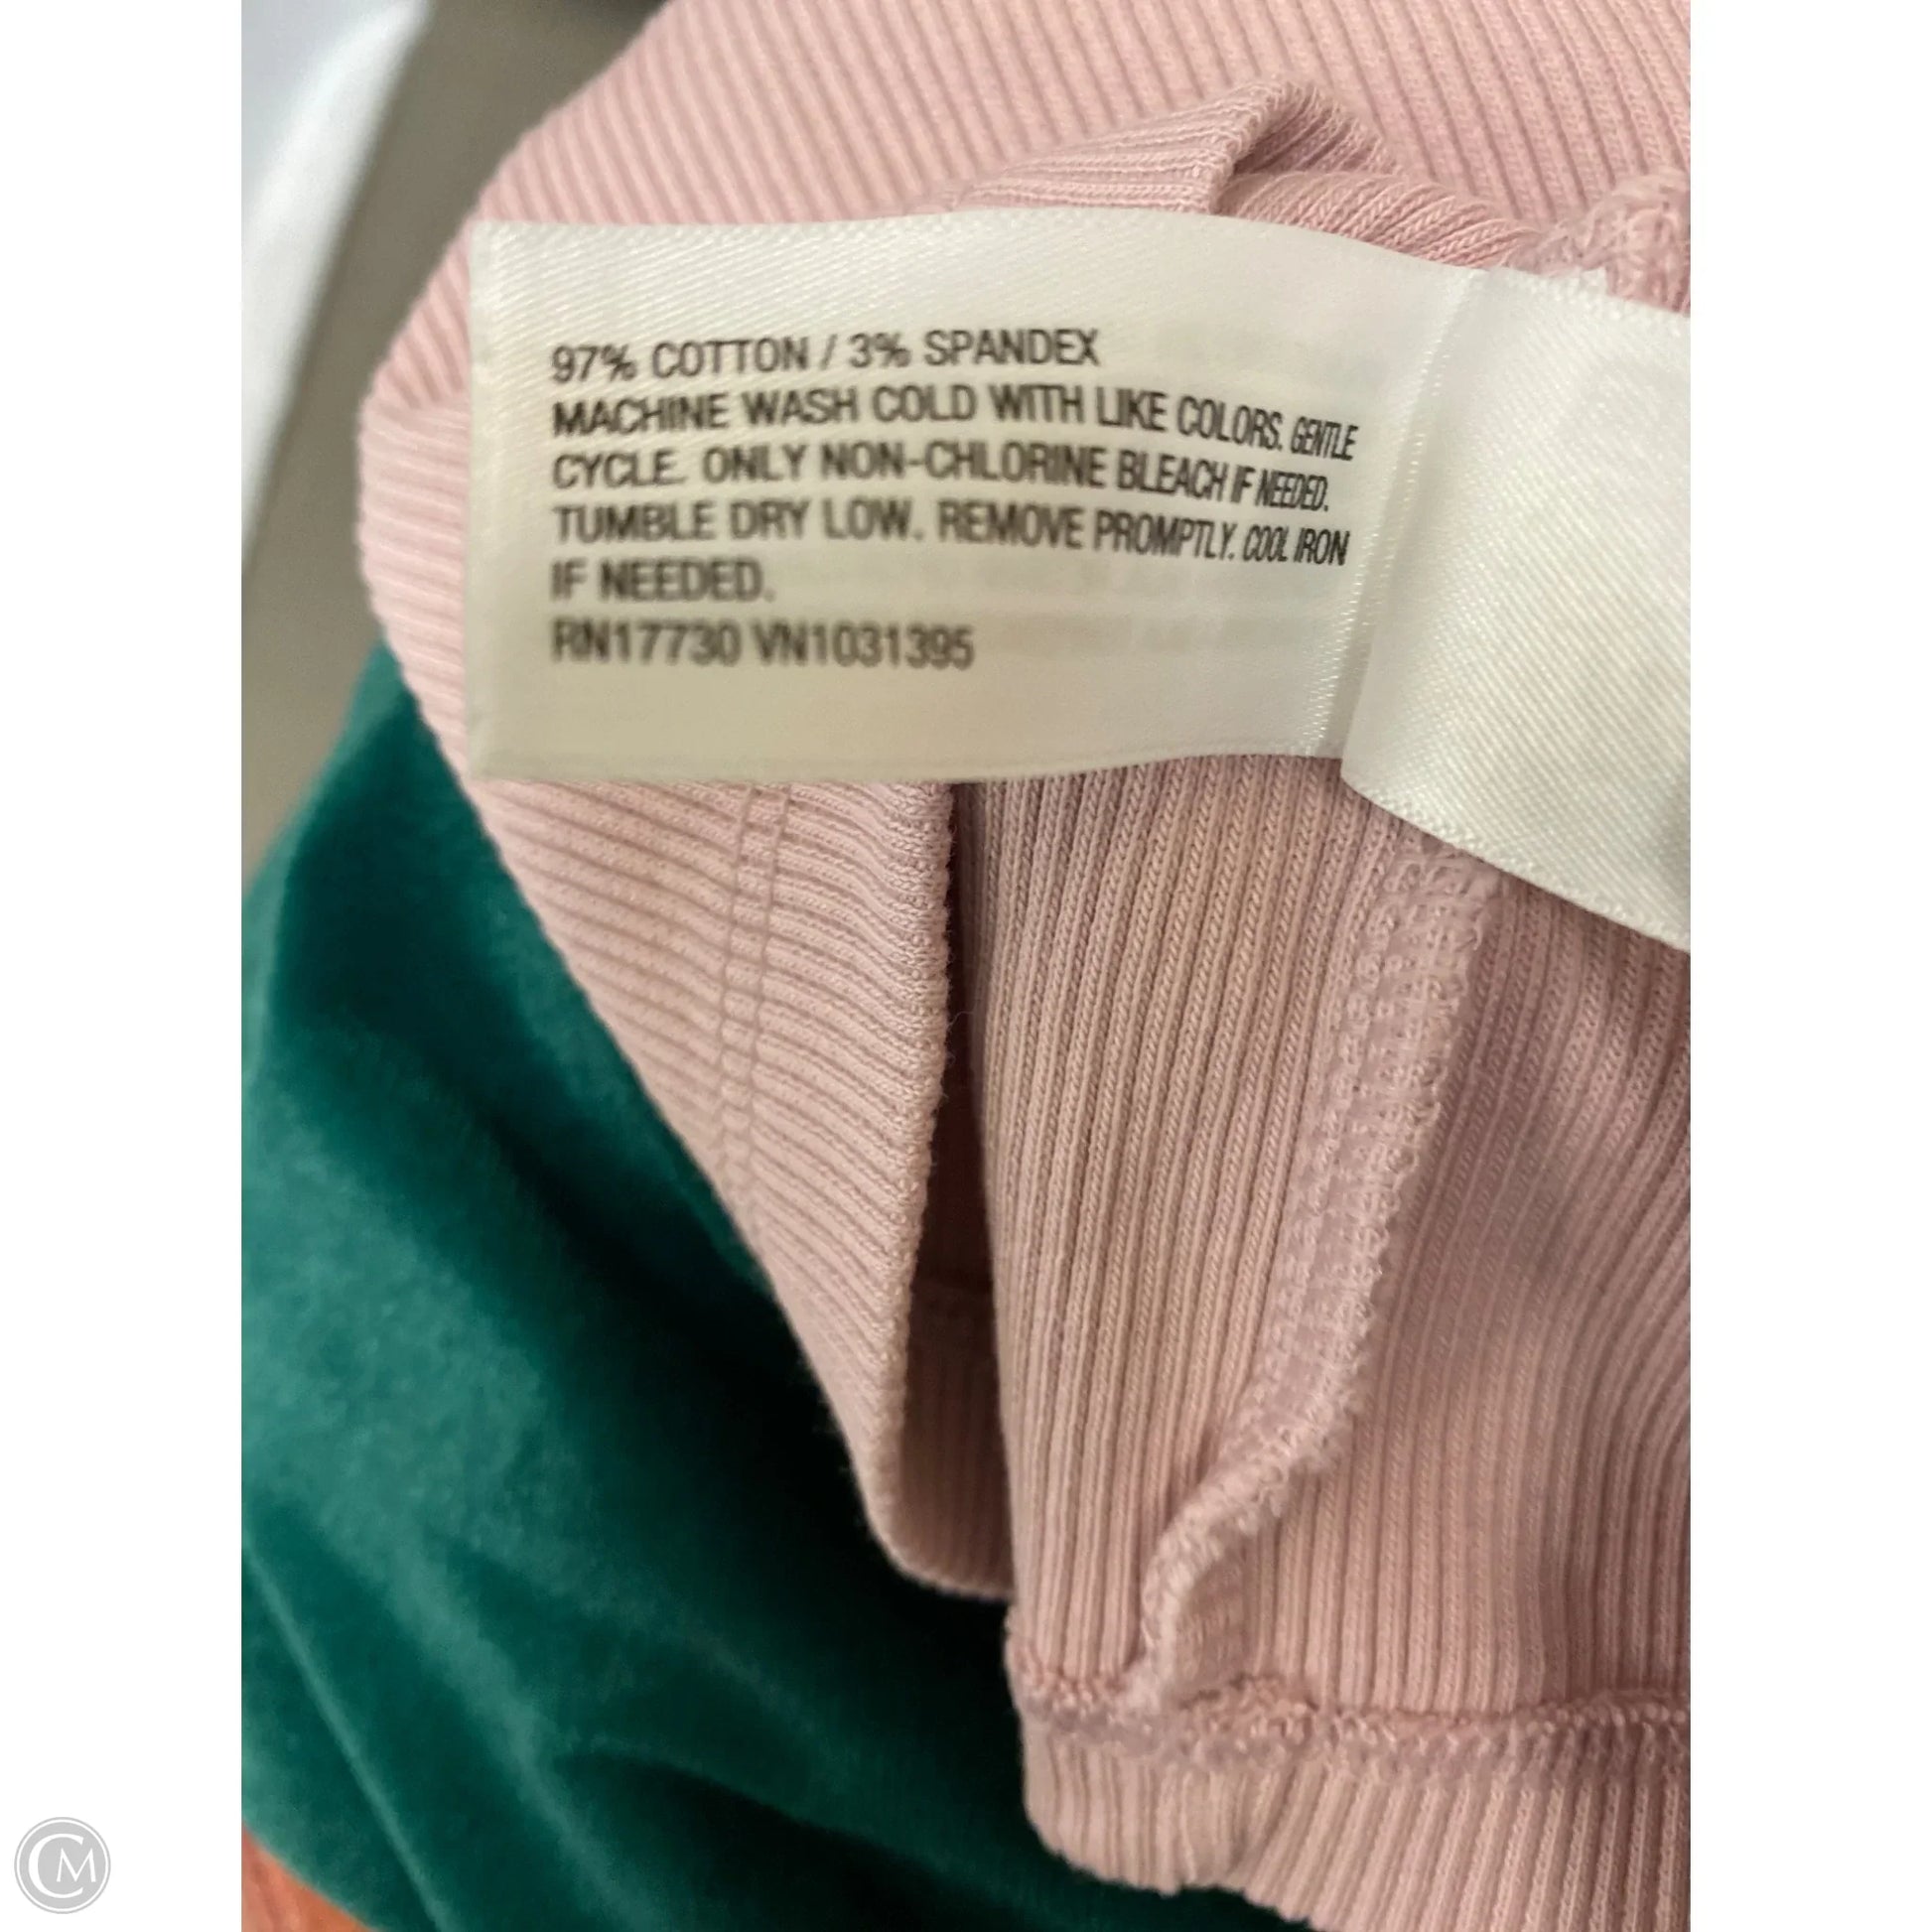 97% COTTON / 3% SPANDEX
MACHINE WASH COLD WITH LIKE COLORS. GENTLE
CYCLE. ONLY NON-CHLORINE BLEACH IF NEEDED.
TUMBLE DRY LOW. REMOVE PROMPTLY. COOL IRON
IF NEEDED.
RN17730 VN1031395
CM